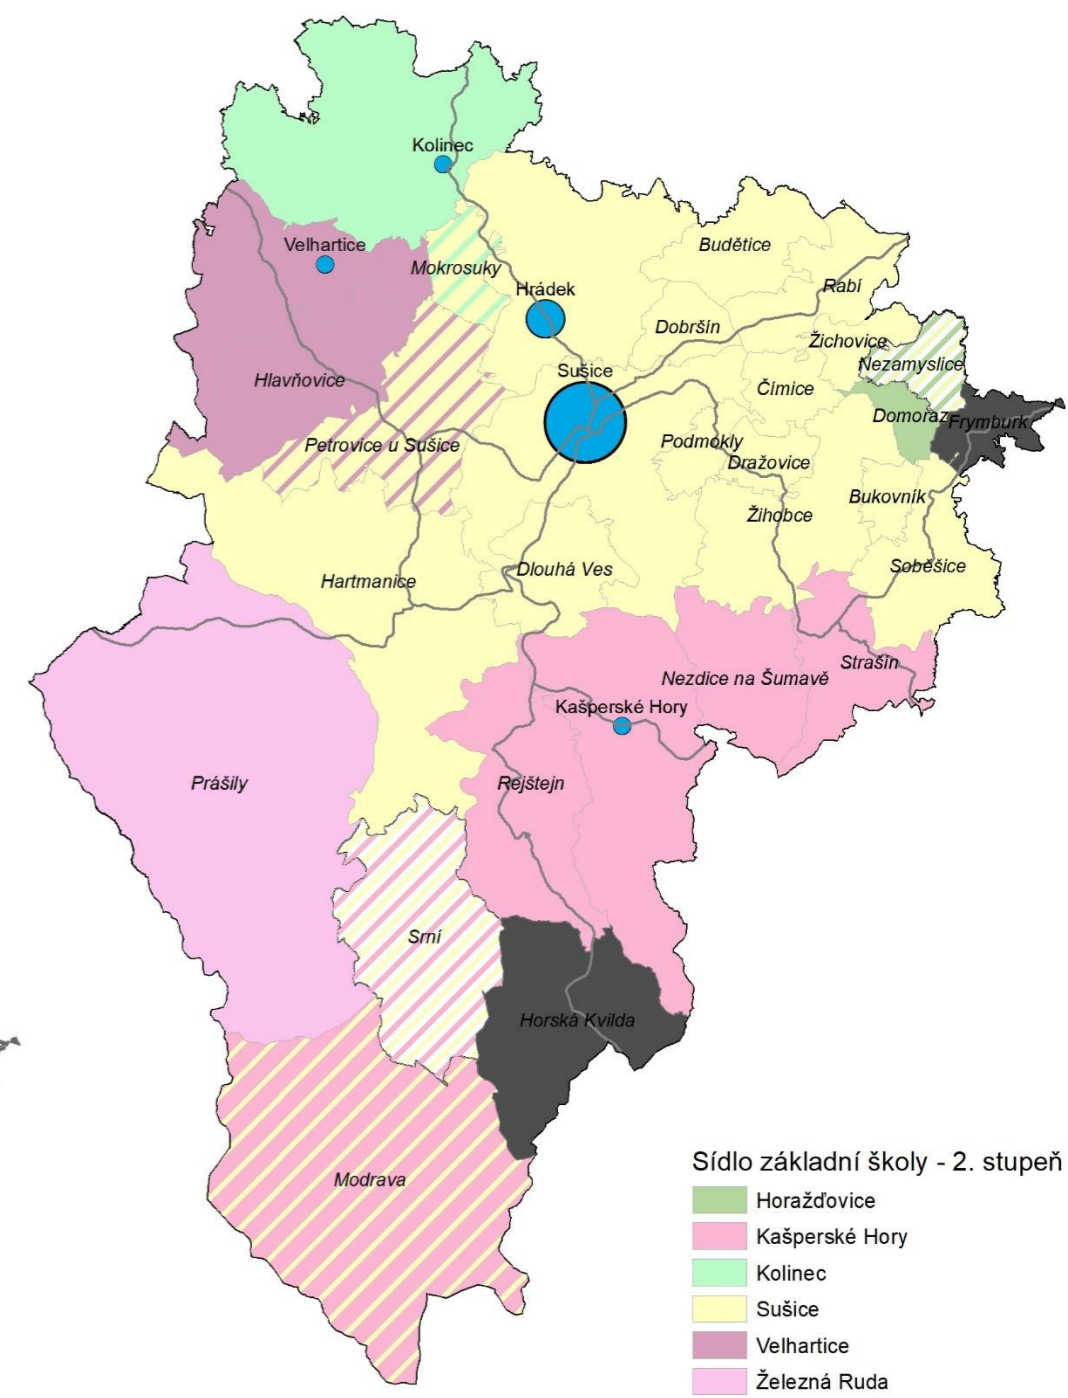 Kolinec
Velhartice
Mokrosuky
Budětice
Hrádek
Rabí
Dobršín
Žichovice
Nezamyslice
Sušice
Hlavňovice
Čímice
Domoraz
Frymburk
Petrovice u Sušice
Podmokly
Dražovice
Bukovník
Žihobce
Soběšice
Dlouhá Ves
Hartmanice
Strašín
Nezdice na Šumavě
Kašperské Hory
Prášily
Rejštejn
Srní
Horská Kvilda
Modrava
Sídlo základní školy - 2. stupeň
Horažďovice
Kašperské Hory
Kolinec
Sušice
Velhartice
Železná Ruda